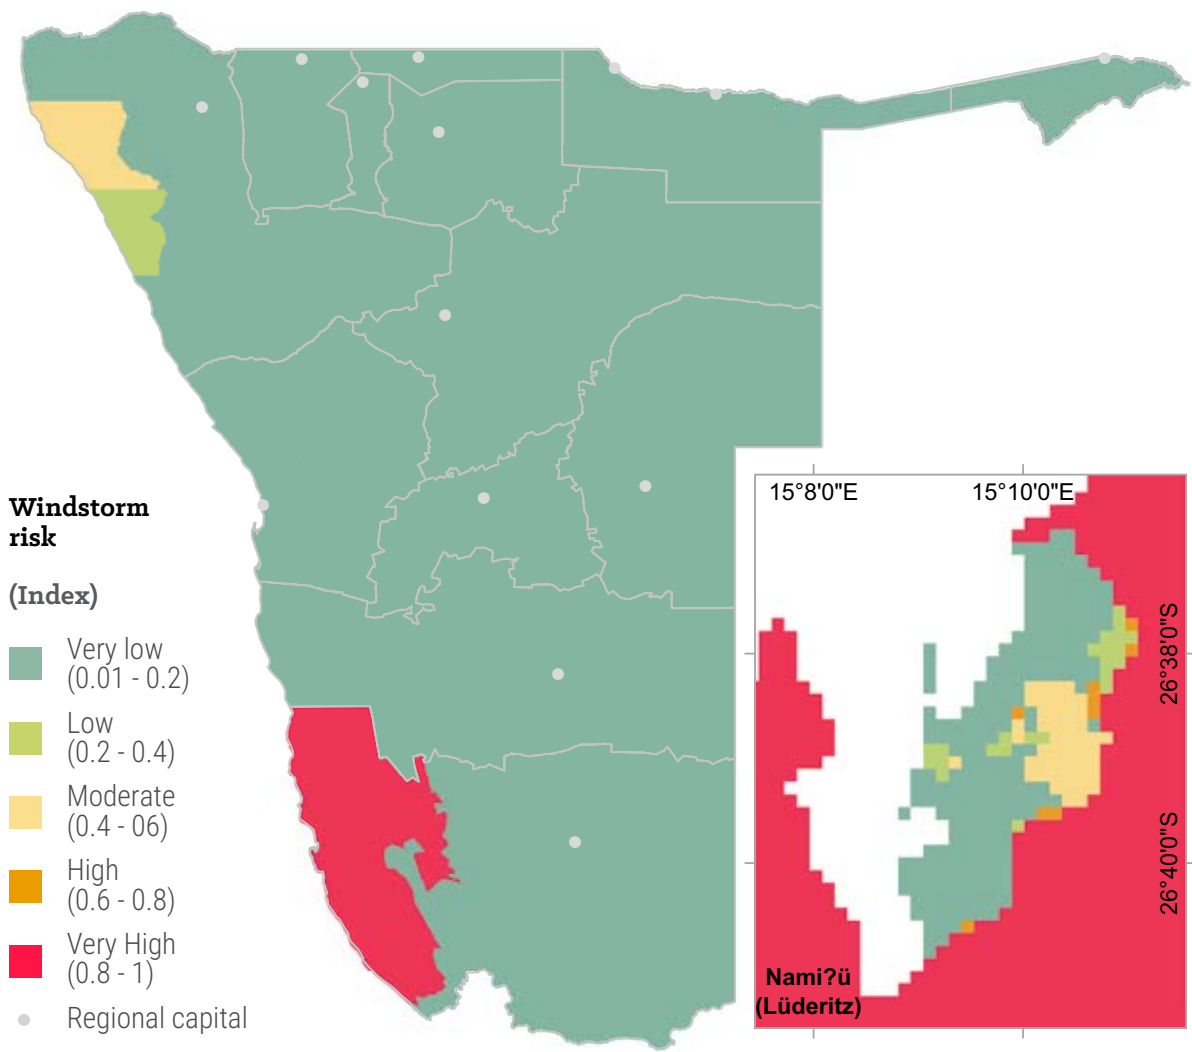 Windstorm
risk
(Index)
Very low
(0.01 - 0.2)
Low
(0.2 - 0.4)
Moderate
(0.4 - 06)
High
(0.6 - 0.8)
Very High
(0.8 - 1)
Regional capital
15°8'0"E
15°10'0"E
26°38'0"S
26°40'0"S
Nami?ü
(Lüderitz)